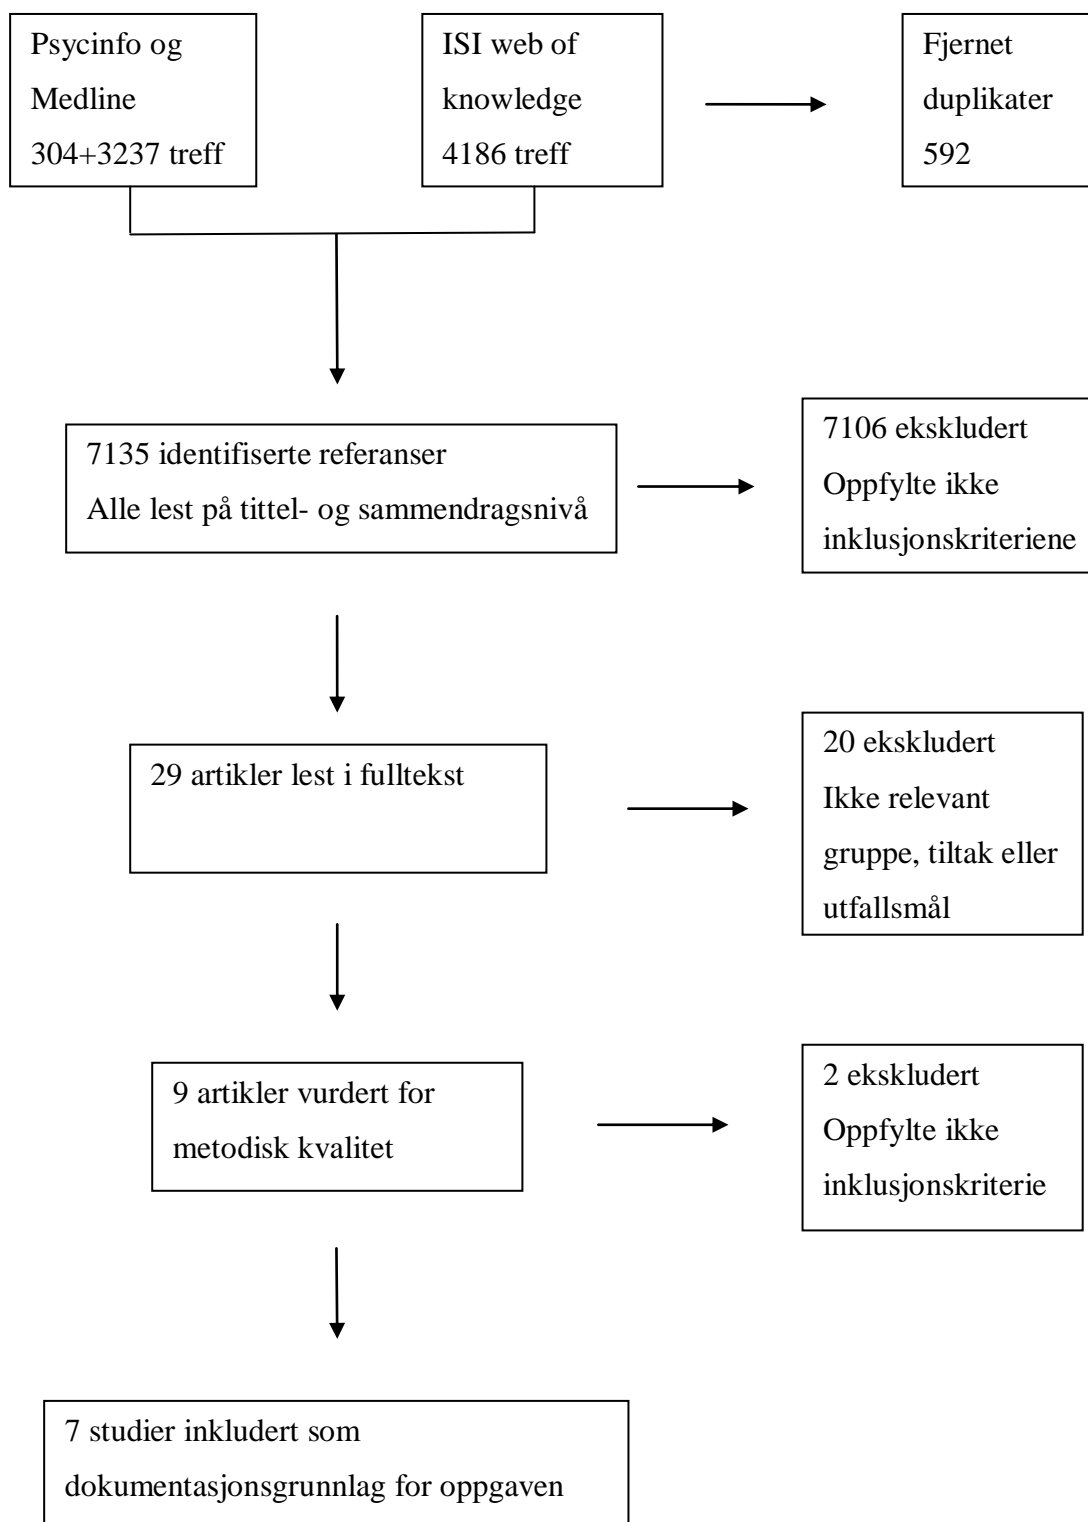 Psycinfo og
Medline
304+3237 treff
ISI web of
knowledge
4186 treff
Fjernet
duplikater
592
7135 identifiserte referanser
Alle lest på tittel- og sammendragsnivå
7106 ekskludert
Oppfylte ikke
inklusjonskriteriene
29 artikler lest i fulltekst
20 ekskludert
Ikke relevant
gruppe, tiltak eller
utfallsmål
9 artikler vurdert for
metodisk kvalitet
2 ekskludert
Oppfylte ikke
inklusjonskriterie
7 studier inkludert som
dokumentasjonsgrunnlag for oppgaven